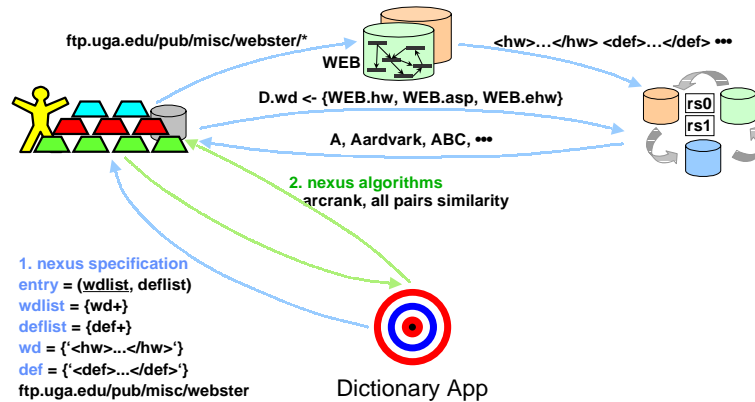 ftp.uga.edu/pub/misc/webster/*
<hw>…</hw> <def>…</def> •••
WEB
D.wd <- {WEB.hw, WEB.asp, WEB.ehw}
rs0
rs1
A, Aardvark, ABC, •••
2. nexus algorithms
arcrank, all pairs similarity
1. nexus specification
entry = (wdlist, deflist)
wdlist = {wd+}
deflist = {def+}
wd = {‘<hw>...</hw>‘}
def = {‘<def>...</def>‘}
ftp.uga.edu/pub/misc/webster
Dictionary App